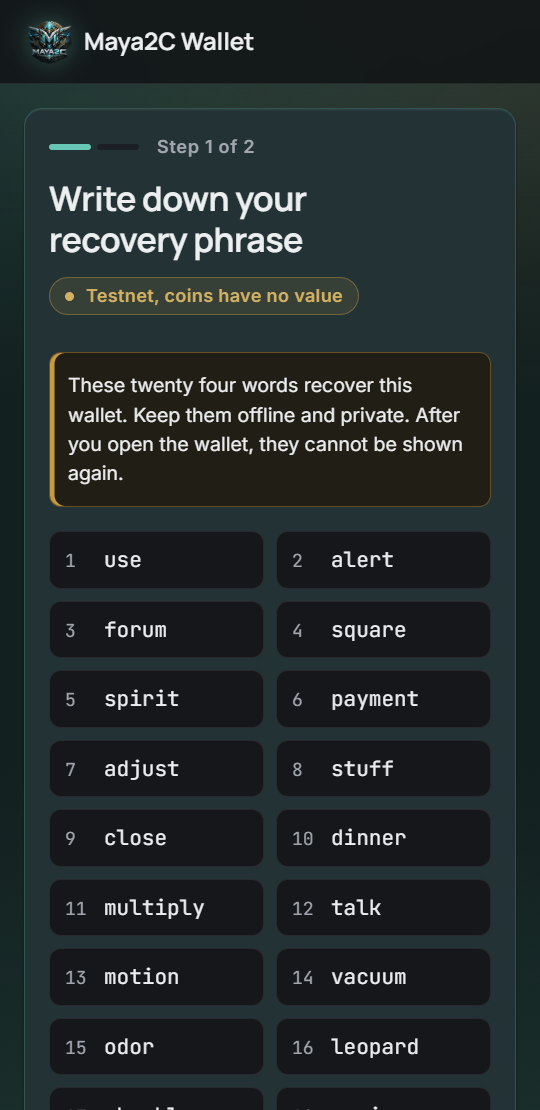 MAYA2C
Maya2C Wallet
Step 1 of 2
Write down your
recovery phrase
Testnet, coins have no value
These twenty four words recover this
wallet. Keep them offline and private. After
you open the wallet, they cannot be shown
again.
1 use
2 alert
3 forum
4 square
5 spirit
6 payment
7 adjust
8 stuff
9 close
10 dinner
11 multiply
12 talk
13 motion
14 vacuum
15 odor
16 leopard